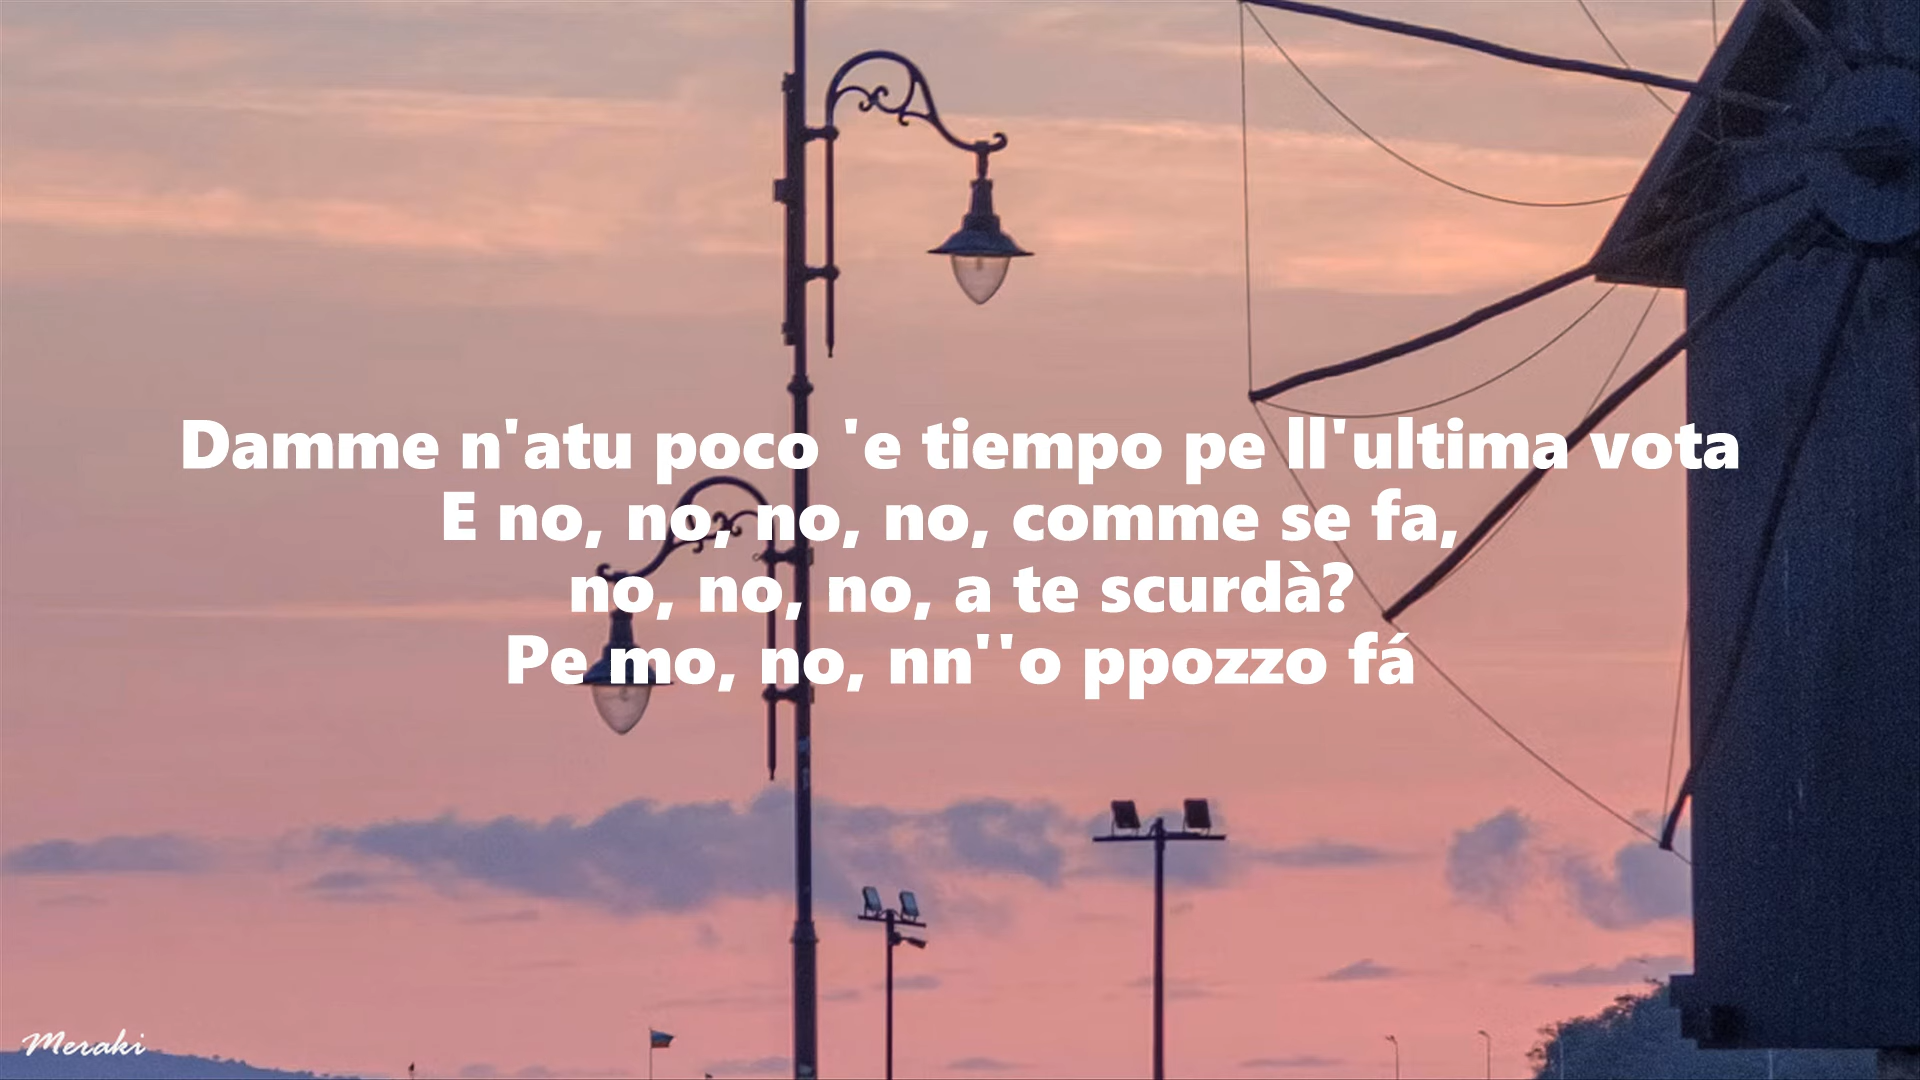 Damme n'atu poco 'e tiempo pe ll'ultima vota
E no, no, no, no, comme se fa,
no, no, no, a te scurdà?
Pe mo, no, nn''o ppozzo fá
Meraki